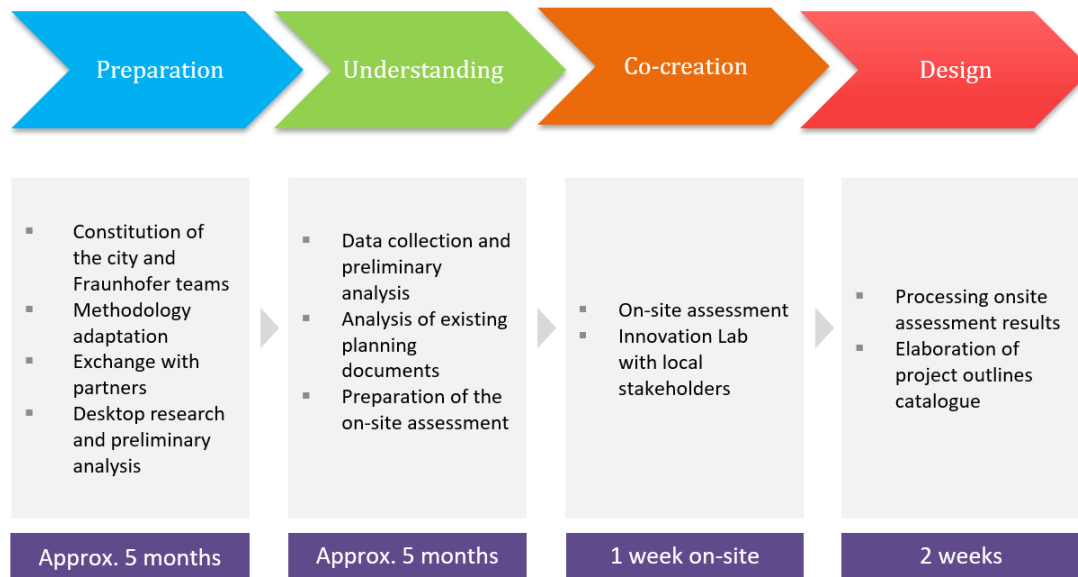 Preparation
Understanding
Co-creation
Design
Constitution of
the city and
Fraunhofer teams
Methodology
adaptation
Exchange with
partners
Desktop research
and preliminary
analysis
Data collection and
preliminary
analysis
Analysis of existing
planning
documents
Preparation of the
on-site assessment
On-site assessment
Innovation Lab
with local
stakeholders
Processing onsite
assessment results
Elaboration of
project outlines
catalogue
Approx. 5 months
Approx. 5 months
1 week on-site
2 weeks